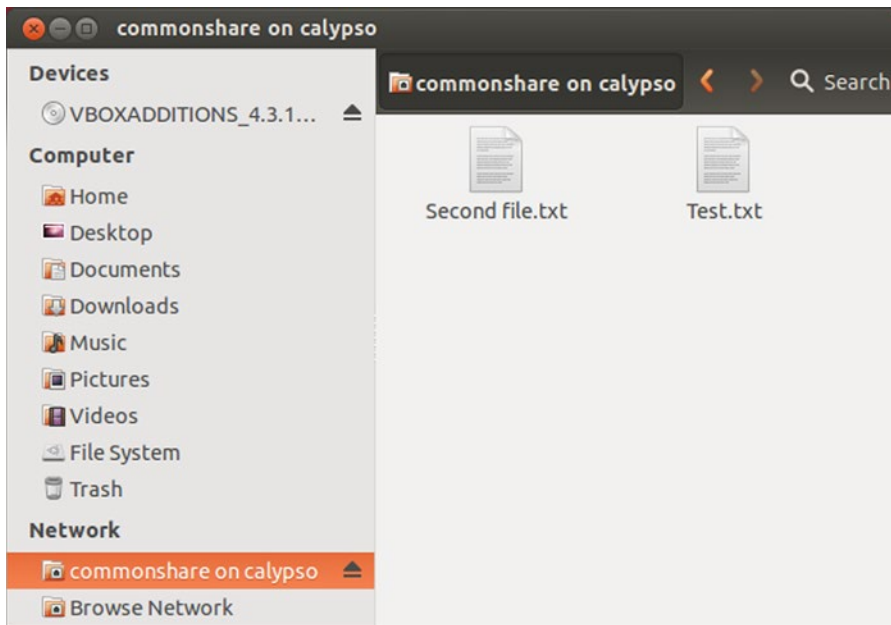 commonshare on calypso
Devices
VBOXADDITIONS_4.3.1...
Computer
Home
Desktop
Documents
Downloads
Music
Pictures
Videos
File System
Trash
Network
commonshare on calypso
Browse Network
commonshare on calypso
Search
Second file.txt
Test.txt